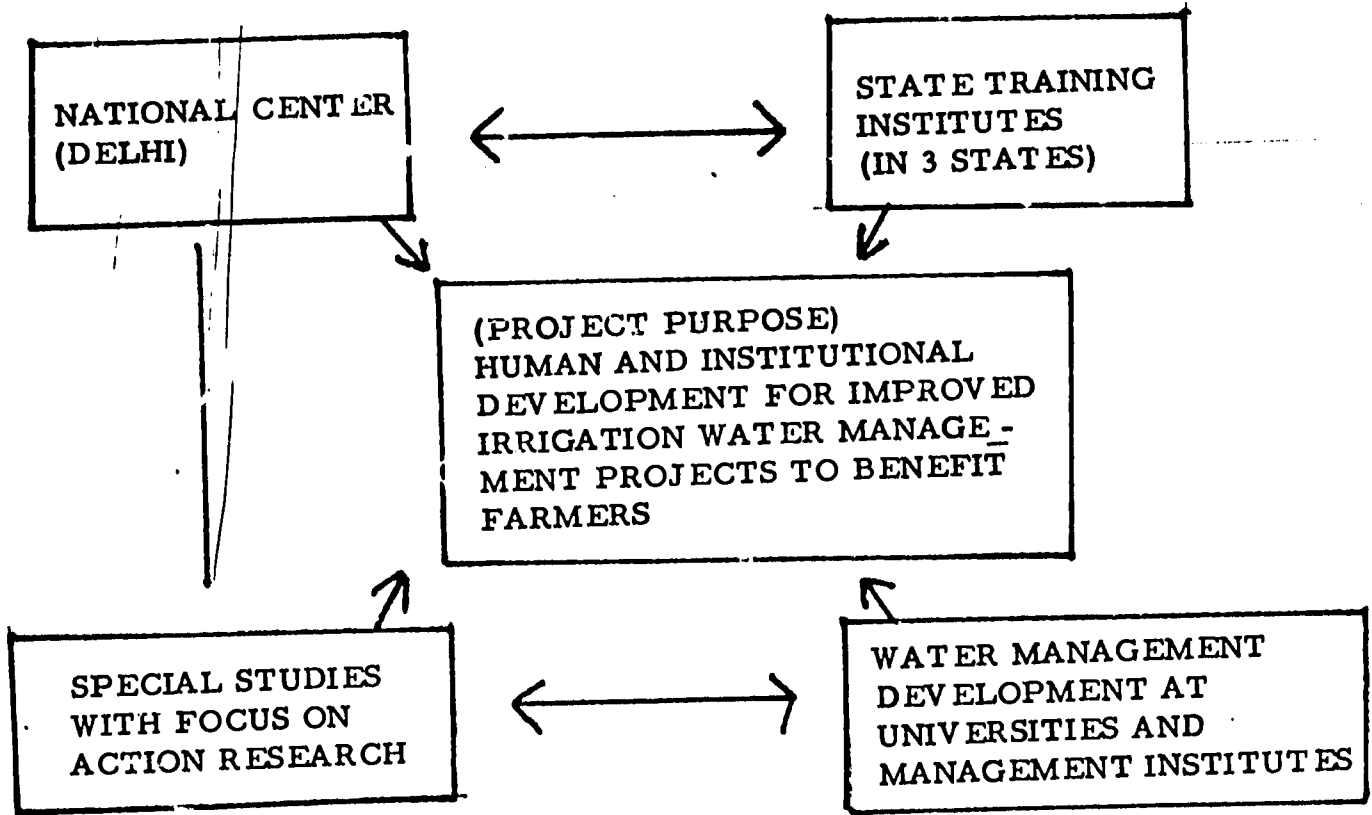 NATIONAL CENTER
(DELHI)
STATE TRAINING
INSTITUTES
(IN 3 STATES)
(PROJECT PURPOSE)
HUMAN AND INSTITUTIONAL
DEVELOPMENT FOR IMPROVED
IRRIGATION WATER MANAGE-
MENT PROJECTS TO BENEFIT
FARMERS
SPECIAL STUDIES
WITH FOCUS ON
ACTION RESEARCH
WATER MANAGEMENT
DEVELOPMENT AT
UNIVERSITIES AND
MANAGEMENT INSTITUTES